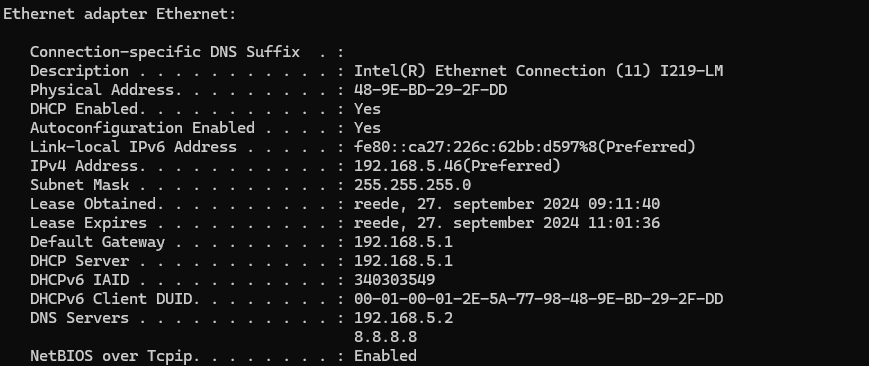 Ethernet adapter Ethernet:
Connection-specific DNS Suffix  . :
Description . . . . . . . . . . . : Intel(R) Ethernet Connection (11) I219-LM
Physical Address. . . . . . . . . : 48-9E-BD-29-2F-DD
DHCP Enabled. . . . . . . . . . . : Yes
Autoconfiguration Enabled . . . . : Yes
Link-local IPv6 Address . . . . . : fe80::ca27:226c:62bb:d597%8(Preferred)
IPv4 Address. . . . . . . . . . . : 192.168.5.46(Preferred)
Subnet Mask . . . . . . . . . . . : 255.255.255.0
Lease Obtained. . . . . . . . . . : reede, 27. september 2024 09:11:40
Lease Expires . . . . . . . . . . : reede, 27. september 2024 11:01:36
Default Gateway . . . . . . . . . : 192.168.5.1
DHCP Server . . . . . . . . . . . : 192.168.5.1
DHCPv6 IAID . . . . . . . . . . . : 340303549
DHCPv6 Client DUID. . . . . . . . : 00-01-00-01-2E-5A-77-98-48-9E-BD-29-2F-DD
DNS Servers . . . . . . . . . . . : 192.168.5.2
8.8.8.8
NetBIOS over Tcpip. . . . . . . . : Enabled